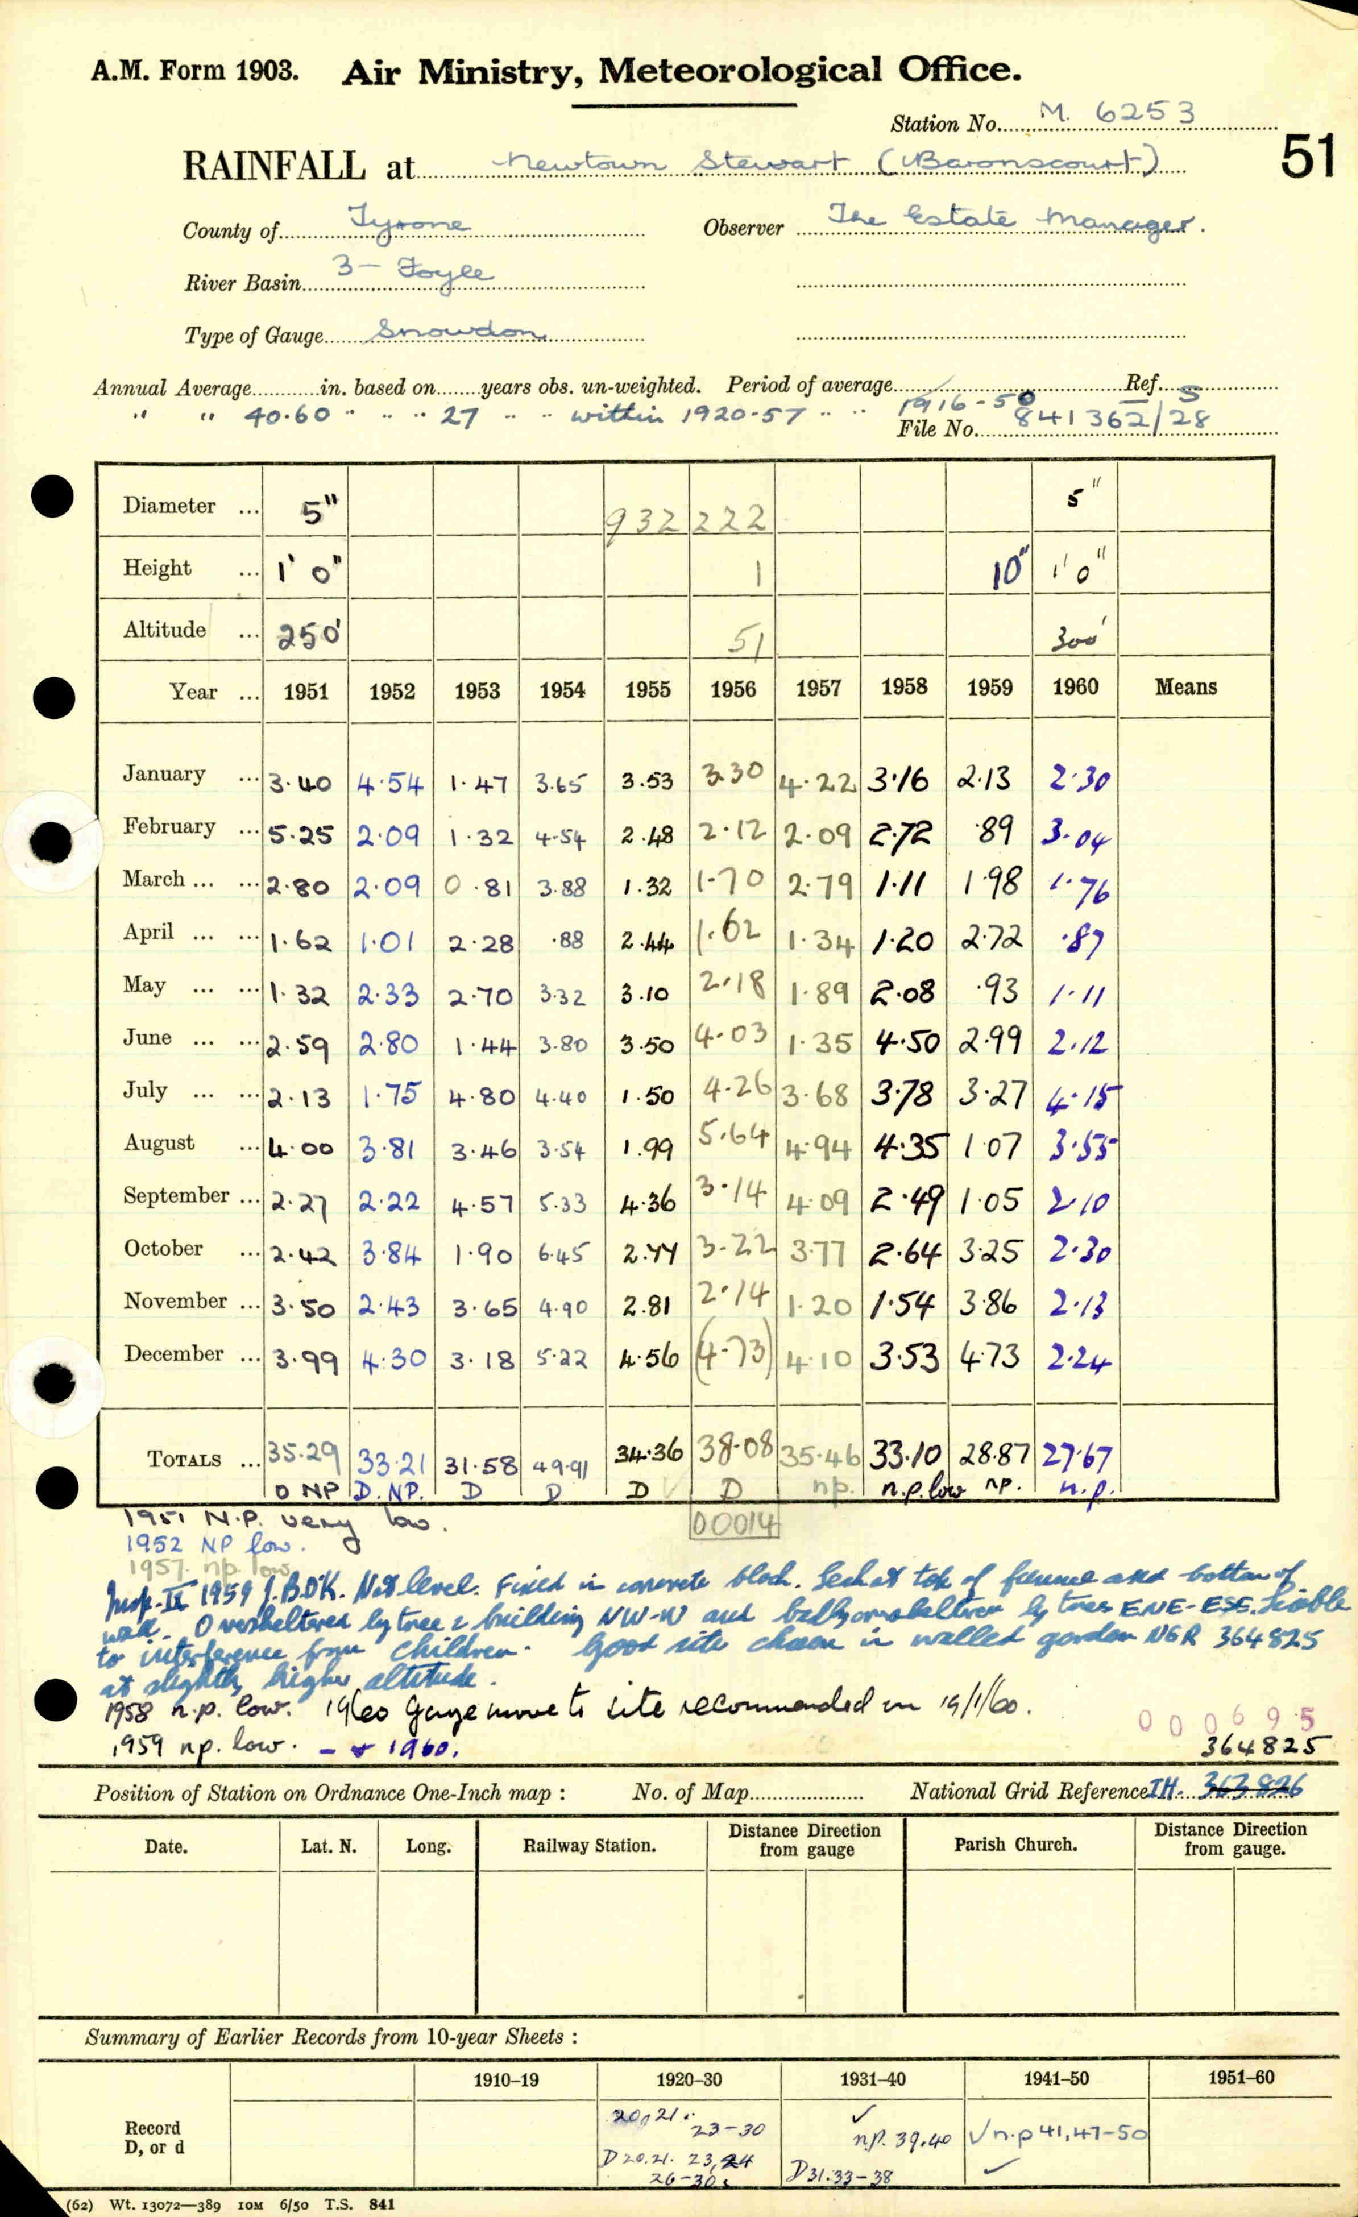 A.M. Form 1903. Air Ministry, Meteorological Office.
Station No. M. 6253
51
RAINFALL at Newtown Stewart (Baronscourt)
County of Tyrone Observer The Estate Manager.
River Basin 3 - Foyle
Type of Gauge Snowdon
Annual Average in. based on years obs. un-weighted. Period of average 1916-50 Ref. S
" " 40.60 " " " 27 " " within 1920-57 " " File No. 841362/28
Diameter ... 5" 932 222 5"
Height ... 1' 0" 1 10" 1' 0"
Altitude ... 250' 51 300'
Year ... 1951 1952 1953 1954 1955 1956 1957 1958 1959 1960 Means
January ... 3.40 4.54 1.47 3.65 3.53 3.30 4.22 3.16 2.13 2.30
February ... 5.25 2.09 1.32 4.54 2.48 2.12 2.09 2.72 .89 3.04
March ... ... 2.80 2.09 0.81 3.88 1.32 1.70 2.79 1.11 1.98 1.76
April ... ... 1.62 1.01 2.28 .88 2.44 1.62 1.34 1.20 2.72 .87
May ... ... 1.32 2.33 2.70 3.32 3.10 2.18 1.89 2.08 .93 1.11
June ... ... 2.59 2.80 1.44 3.80 3.50 4.03 1.35 4.50 2.99 2.12
July ... ... 2.13 1.75 4.80 4.40 1.50 4.26 3.68 3.78 3.27 4.15
August ... 4.00 3.81 3.46 3.54 1.99 5.64 4.94 4.35 1.07 3.55
September ... 2.27 2.22 4.57 5.33 4.36 3.14 4.09 2.49 1.05 2.10
October ... 2.42 3.84 1.90 6.45 2.77 3.22 3.77 2.64 3.25 2.30
November ... 3.50 2.43 3.65 4.90 2.81 2.14 1.20 1.54 3.86 2.13
December ... 3.99 4.30 3.18 5.22 4.56 (4.73) 4.10 3.53 4.73 2.24
TOTALS ... 35.29 33.21 31.58 49.91 34.36 38.08 35.46 33.10 28.87 27.67
O NP D. NP. D D D D np. n.p. low np. n.p.
1951 N.P. very low. 00014
1952 NP low.
1957. np low
Insp. IX 1959 J.B.O'K. Not level. Fixed in concrete block. at top of and bottom of
wall. Oversheltered by tree & building NW-W and badly oversheltered by trees ENE-ESE. Liable
to interference from children. Good site chosen in walled garden NGR 364825
at slightly higher altitude.
1958 n.p. low. 1960 Gauge move to site recommended on 19/1/60.
000695
1959 np. low. - & 1960. 364825
Position of Station on Ordnance One-Inch map : No. of Map National Grid Reference IH. 363826
Date. Lat. N. Long. Railway Station. Distance Direction from gauge Parish Church. Distance Direction from gauge.
Summary of Earlier Records from 10-year Sheets :
1910–19 1920–30 1931–40 1941–50 1951–60
Record D, or d
20, 21. 23-30 ✓ np. 39,40 ✓ n.p 41, 47-50
D 20.21. 23,24 26-30. D 31.33-38 ✓
(62) Wt. 13072—389 10M 6/50 T.S. 841